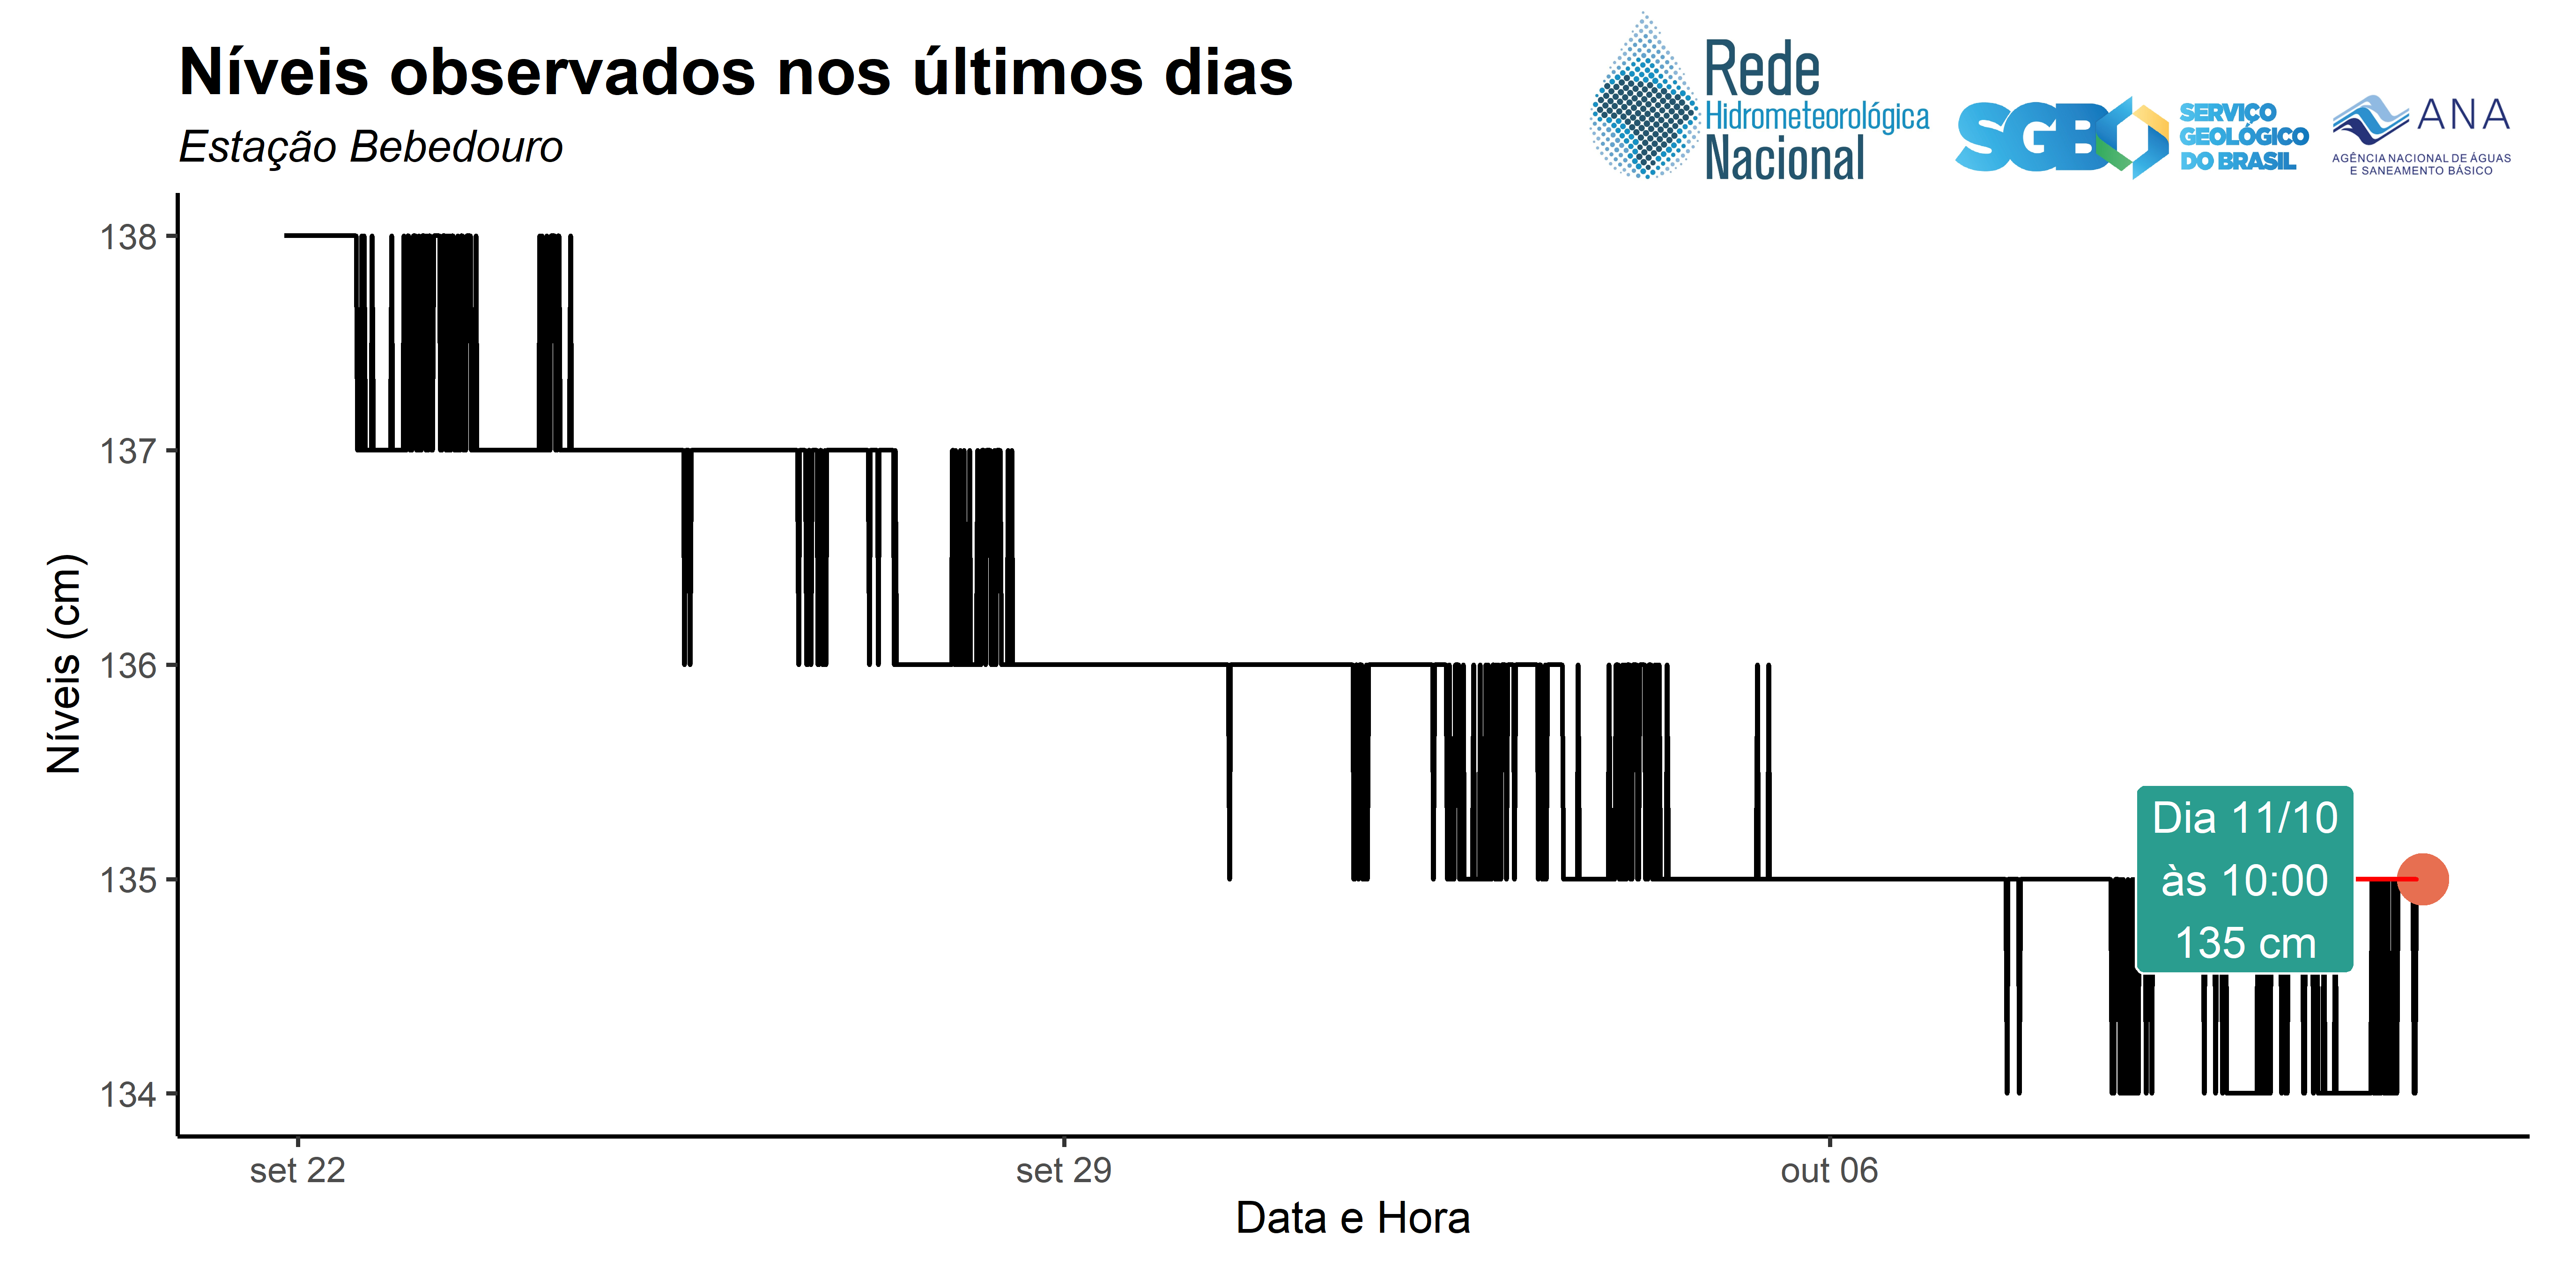 Níveis observados nos últimos dias
Estação Bebedouro
Rede
Hidrometeorológica
Nacional
SGB
SERVIÇO
GEOLÓGICO
DO BRASIL
ANA
AGÊNCIA NACIONAL DE ÁGUAS
E SANEAMENTO BÁSICO
Níveis (cm)
138
137
136
135
134
Dia 11/10
às 10:00
135 cm
set 22
set 29
out 06
Data e Hora